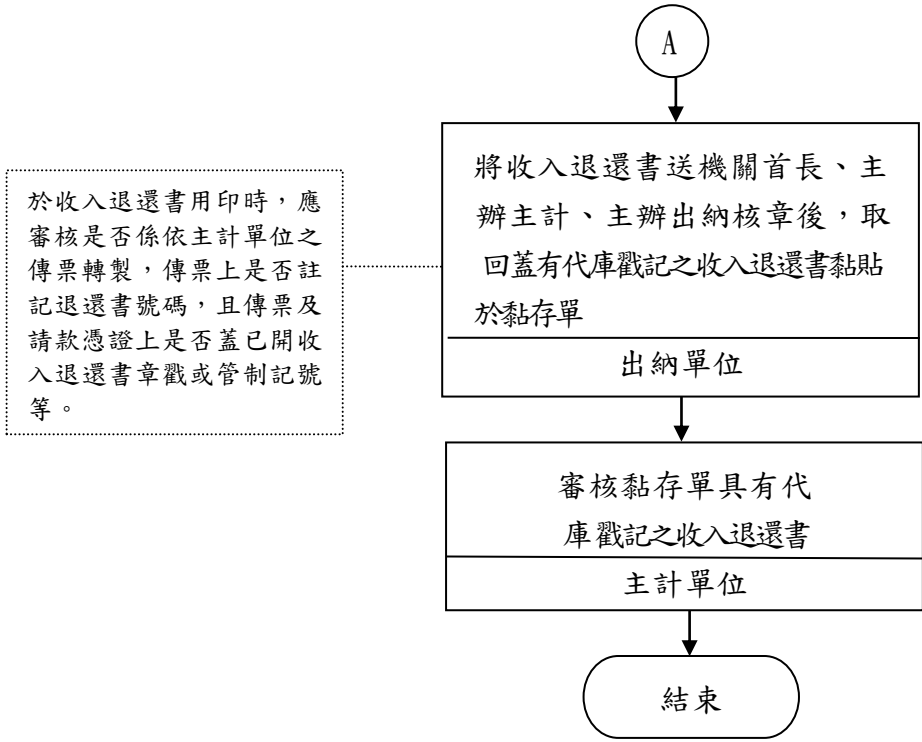 A
將收入退還書送機關首長、主
辦主計、主辦出納核章後，取
回蓋有代庫戳記之收入退還書黏貼
於黏存單
出納單位
於收入退還書用印時，應
審核是否係依主計單位之
傳票轉製，傳票上是否註
記退還書號碼，且傳票及
請款憑證上是否蓋已開收
入退還書章戳或管制記號
等。
審核黏存單具有代
庫戳記之收入退還書
主計單位
結束